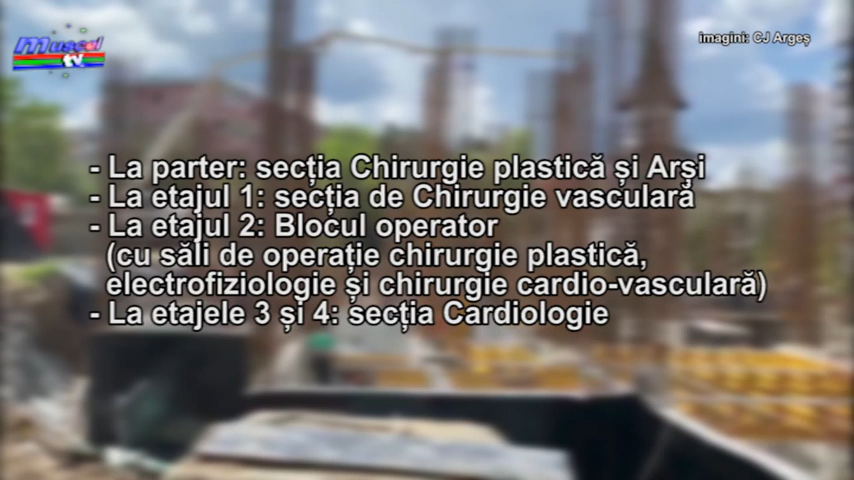 Muscel
tv
imagini: CJ Argeș
- La parter: secția Chirurgie plastică și Arși
- La etajul 1: secția de Chirurgie vasculară
- La etajul 2: Blocul operator
(cu săli de operație chirurgie plastică,
electrofiziologie și chirurgie cardio-vasculară)
- La etajele 3 și 4: secția Cardiologie